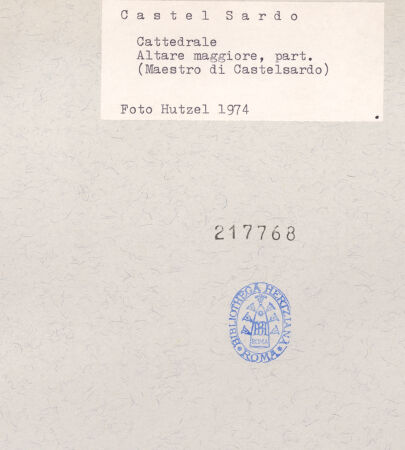 Castel Sardo
Cattedrale
Altare maggiore, part.
(Maestro di Castelsardo)
Foto Hutzel 1974
217768
BIBLIOTHECA HERTZIANA
ROMA